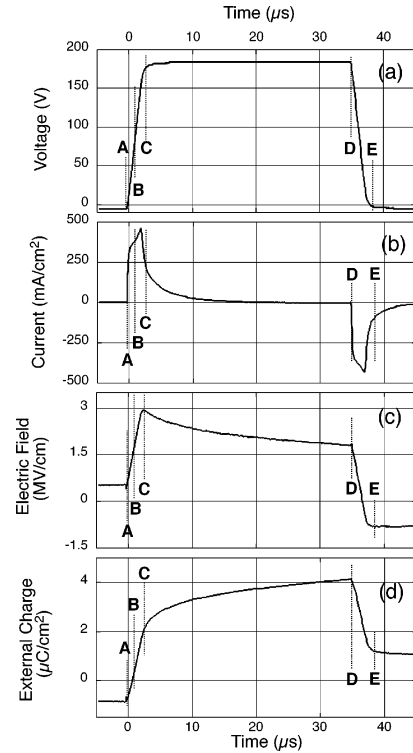 Time (µs)
0 10 20 30 40
200
150
100
50
0
Voltage (V)
(a)
A
B
C
D
E
500
250
0
-250
-500
Current (mA/cm²)
(b)
A
B
C
D
E
3
1.5
0
-1.5
Electric Field
(MV/cm)
(c)
A
B
C
D
E
4
2
0
External Charge
(µC/cm²)
(d)
A
B
C
D
E
0 10 20 30 40
Time (µs)